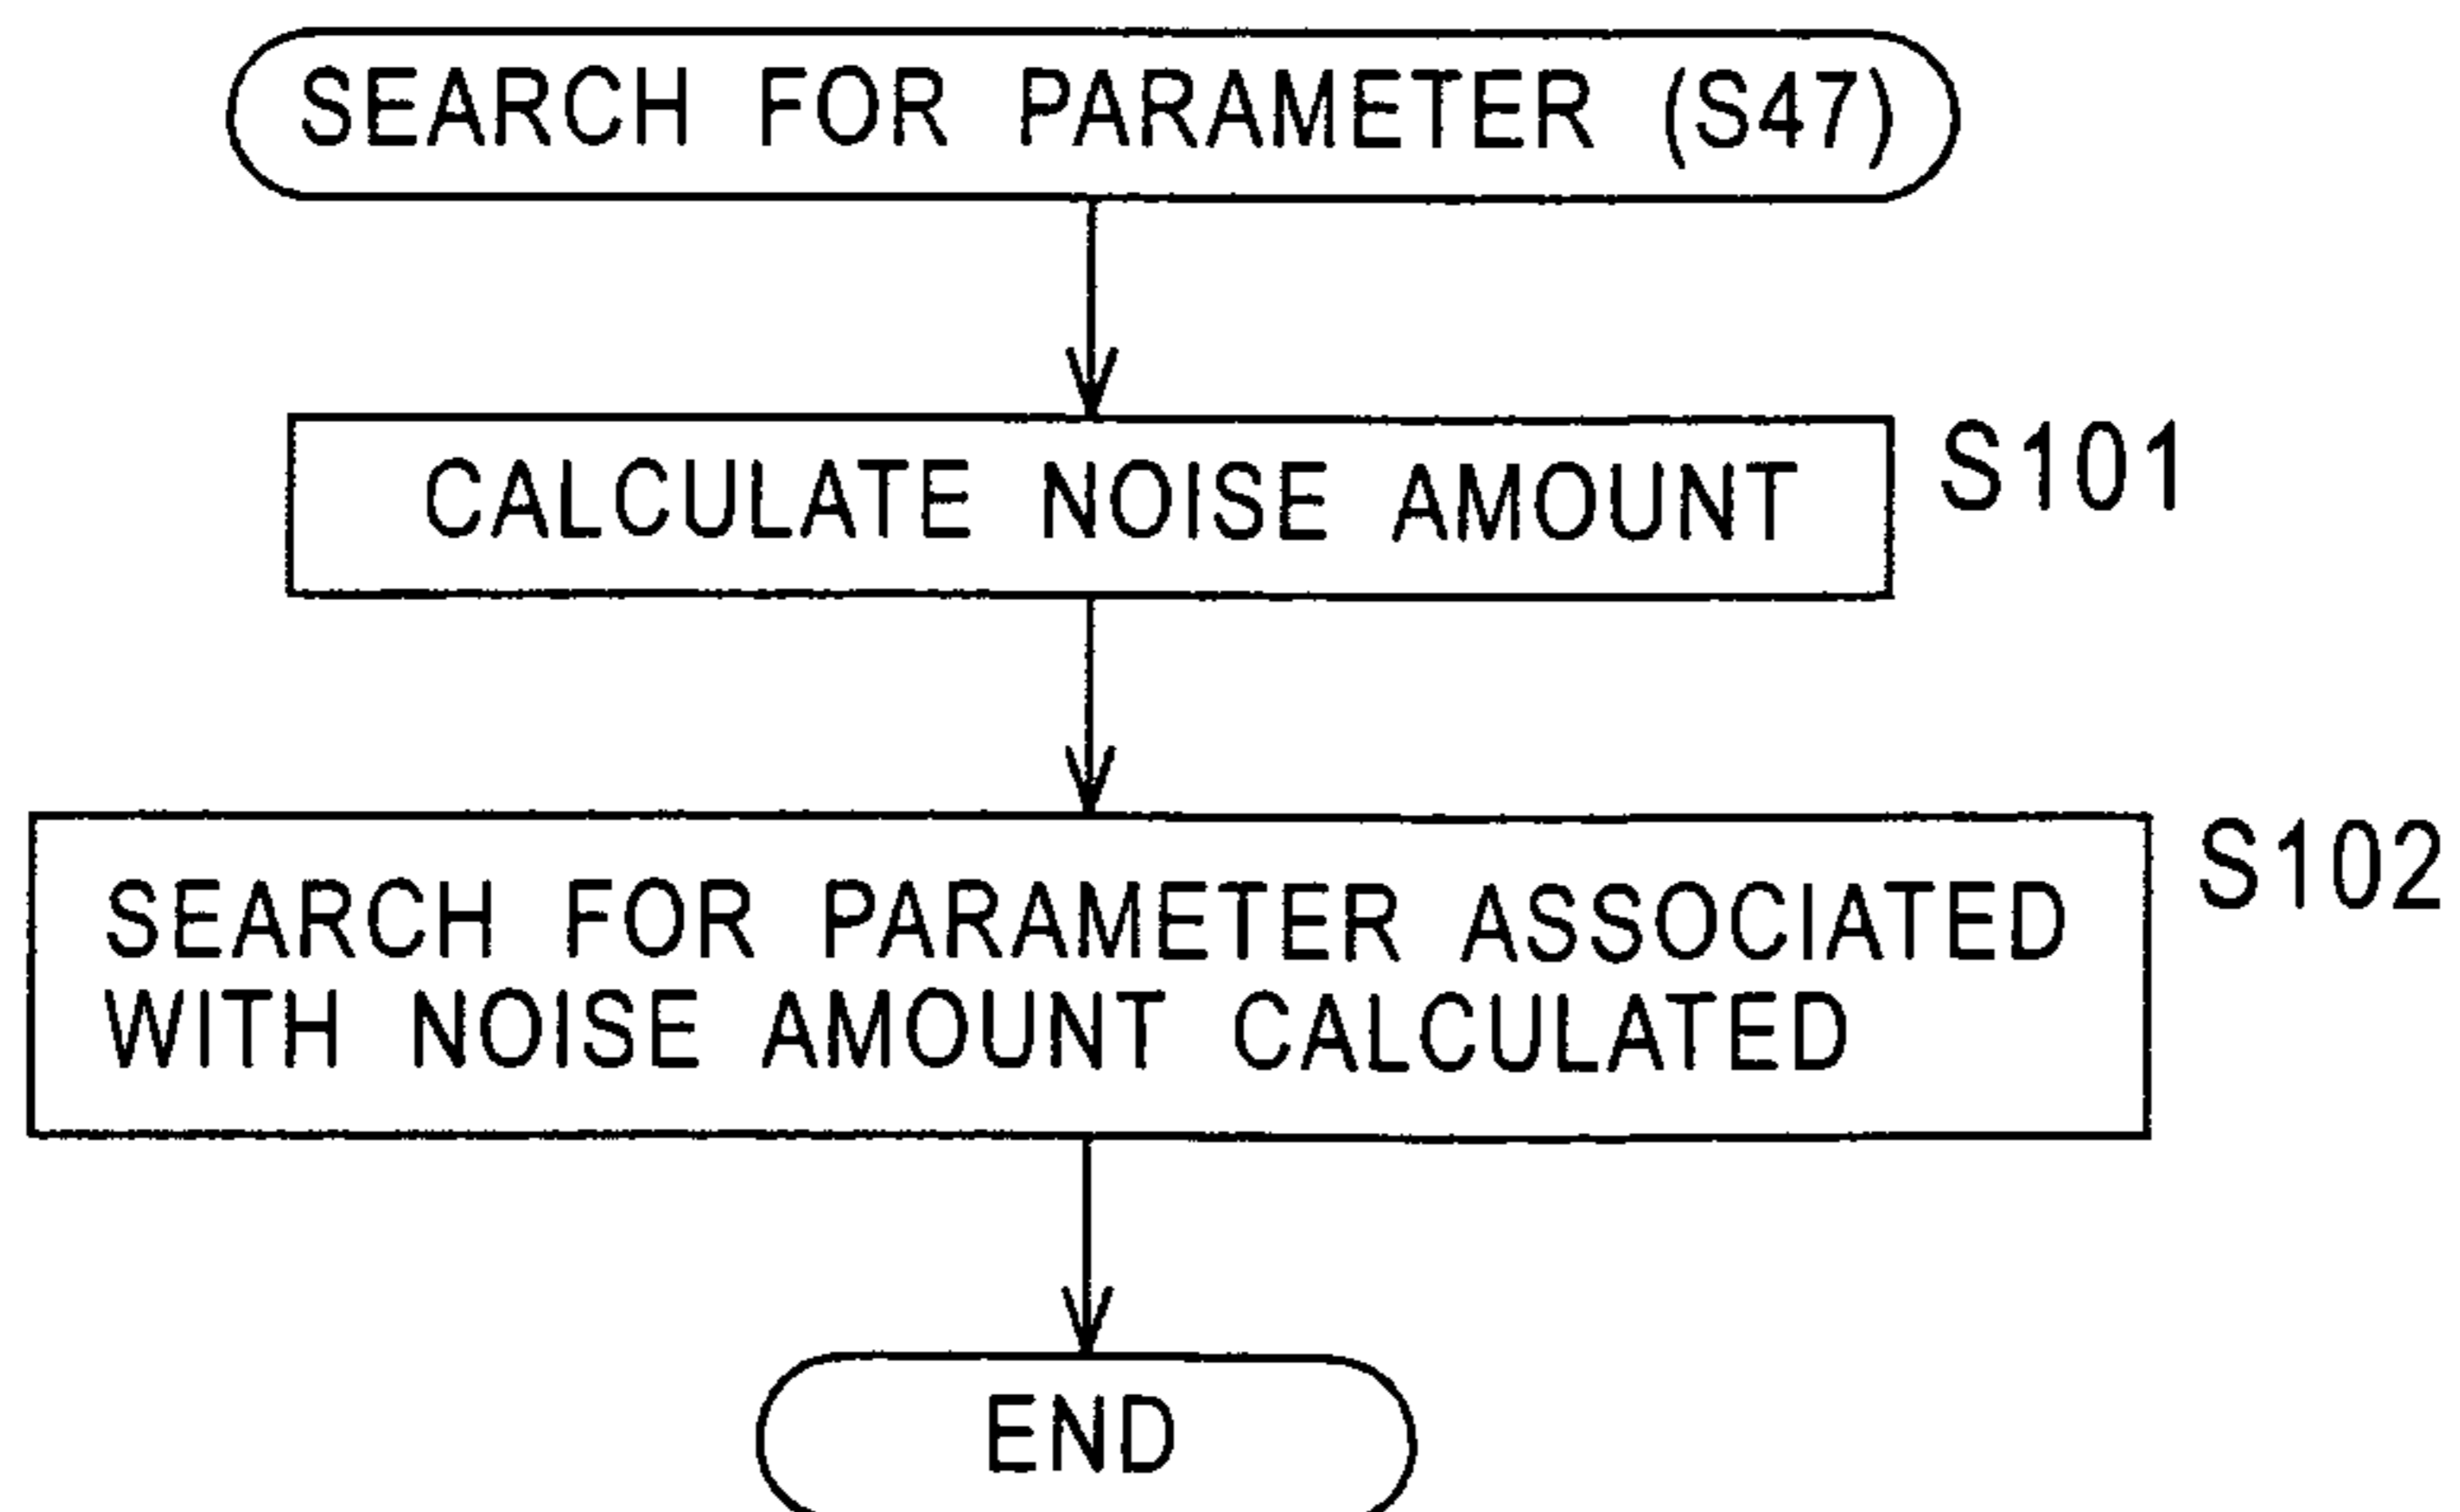 SEARCH FOR PARAMETER (S47)
CALCULATE NOISE AMOUNT
S101
SEARCH FOR PARAMETER ASSOCIATED
WITH NOISE AMOUNT CALCULATED
S102
END